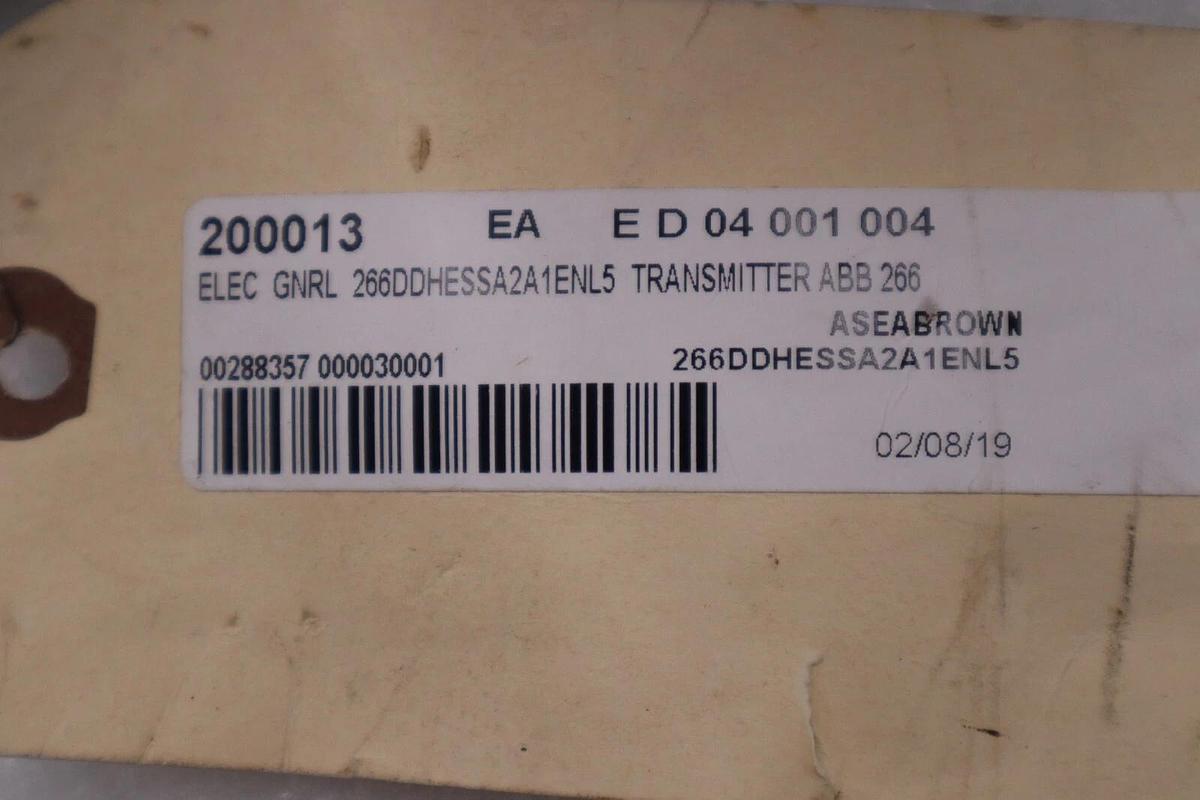 200013 EA E D 04 001 004
ELEC GNRL 266DDHESSA2A1ENL5 TRANSMITTER ABB 266
ASEABROWN
00288357 000030001 266DDHESSA2A1ENL5
02/08/19